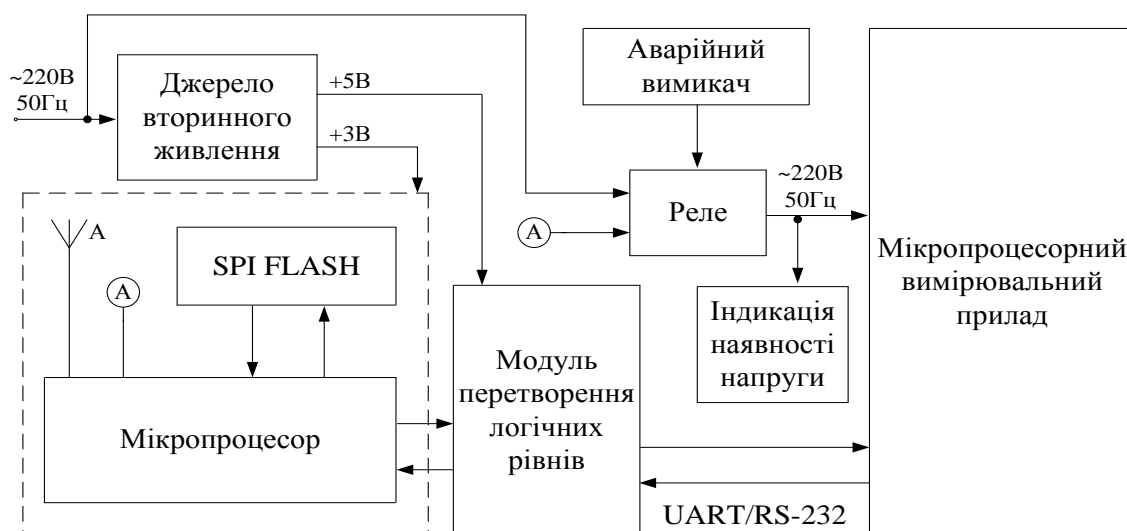 ~220В
50Гц
Джерело
вторинного
живлення
+5В
+3В
Аварійний
вимикач
Реле
А
~220В
50Гц
Індикація
наявності
напруги
Мікропроцесорний
вимірювальний
прилад
А
А
SPI FLASH
Мікропроцесор
Модуль
перетворення
логічних
рівнів
UART/RS-232